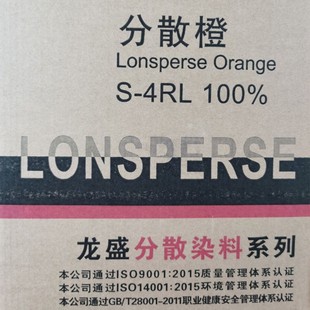 分散橙
Lonsperse Orange
S-4RL 100%
LONSPERSE
龙盛分散染料系列
本公司通过ISO9001:2015质量管理体系认证
本公司通过ISO14001:2015环境管理体系认证
本公司通过GB/T28001-2011职业健康安全管理体系认证